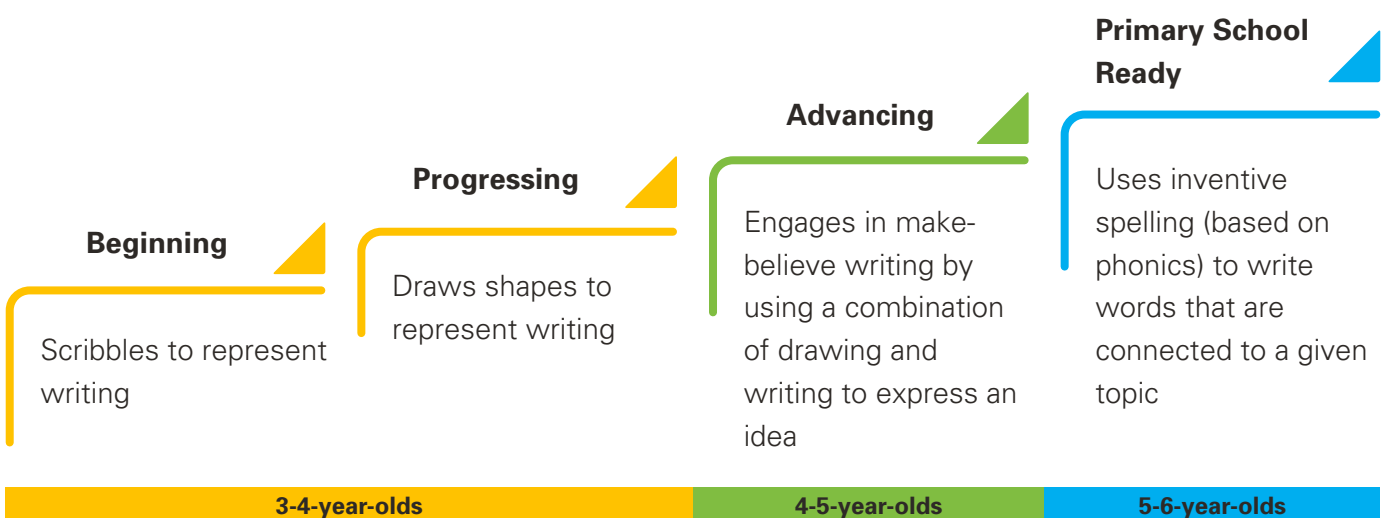 Beginning
Scribbles to represent
writing
Progressing
Draws shapes to
represent writing
Advancing
Engages in make-
believe writing by
using a combination
of drawing and
writing to express an
idea
Primary School
Ready
Uses inventive
spelling (based on
phonics) to write
words that are
connected to a given
topic
3-4-year-olds
4-5-year-olds
5-6-year-olds